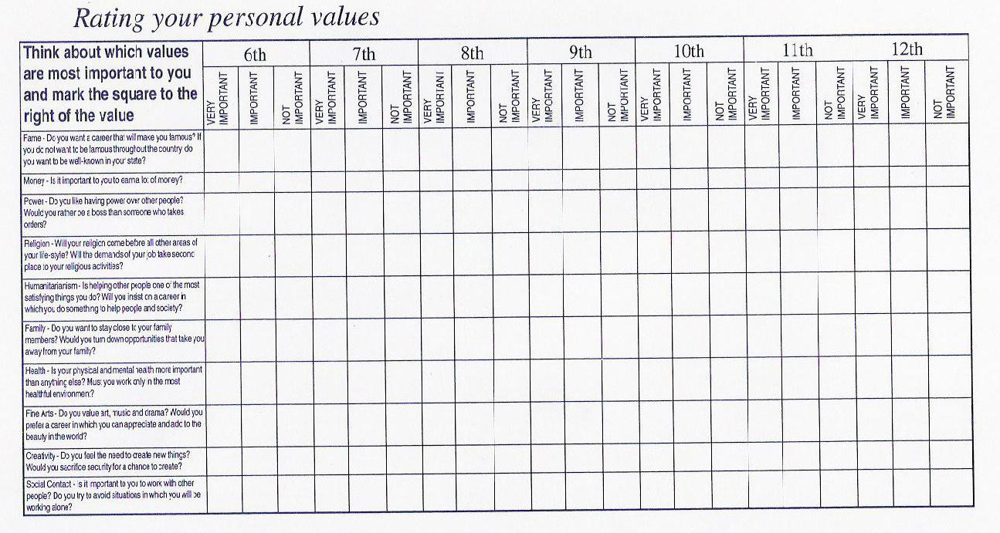 Rating your personal values
Think about which values
are most important to you
and mark the square to the
right of the value
6th 7th 8th 9th 10th 11th 12th
VERY IMPORTANT IMPORTANT NOT IMPORTANT VERY IMPORTANT IMPORTANT NOT IMPORTANT VERY IMPORTANT IMPORTANT NOT IMPORTANT VERY IMPORTANT IMPORTANT NOT IMPORTANT VERY IMPORTANT IMPORTANT NOT IMPORTANT VERY IMPORTANT IMPORTANT NOT IMPORTANT VERY IMPORTANT IMPORTANT NOT IMPORTANT
Fame - Do you want a career that will make you famous? If
you do not want to be famous throughout the country do
you want to be well-known in your state?
Money - Is it important to you to earn a lot of money?
Power - Do you like having power over other people?
Would you rather be a boss than someone who takes
orders?
Religion - Will your religion come before all other areas of
your life-style? Will the demands of your job take second
place to your religious activities?
Humanitarianism - Is helping other people one of the most
satisfying things you do? Will you insist on a career in
which you do something to help people and society?
Family - Do you want to stay close to your family
members? Would you turn down opportunities that take you
away from your family?
Health - Is your physical and mental health more important
than anything else? Must you work only in the most
healthful environment?
Fine Arts - Do you value art, music and drama? Would you
prefer a career in which you can appreciate and add to the
beauty in the world?
Creativity - Do you feel the need to create new things?
Would you sacrifice security for a chance to create?
Social Contact - Is it important to you to work with other
people? Do you try to avoid situations in which you will be
working alone?